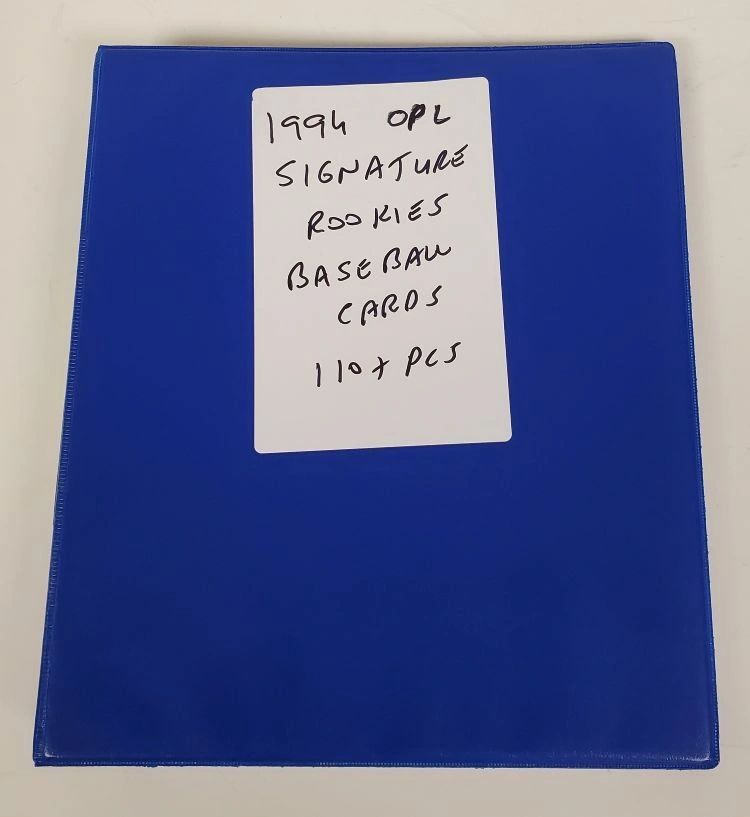 1994 OPL
SIGNATURE
ROOKIES
BASEBALL
CARDS
110+ PCS